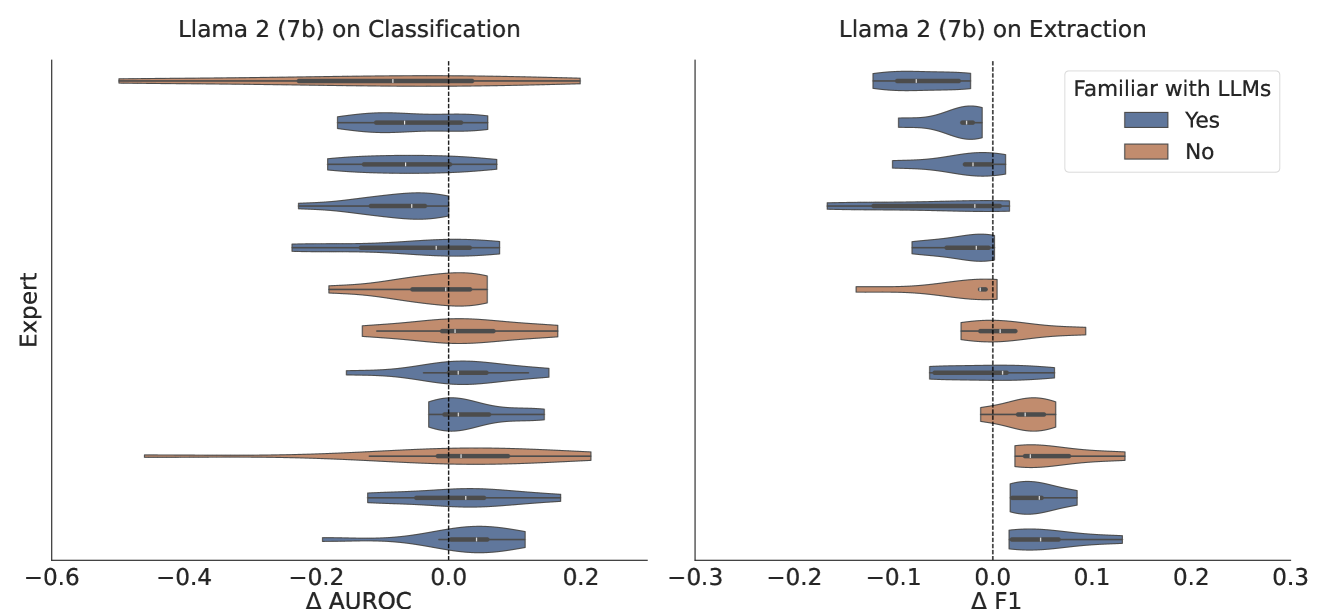 Llama 2 (7b) on Classification
Expert
−0.6 −0.4 −0.2 0.0 0.2
Δ AUROC
Llama 2 (7b) on Extraction
Familiar with LLMs
Yes
No
−0.3 −0.2 −0.1 0.0 0.1 0.2 0.3
Δ F1